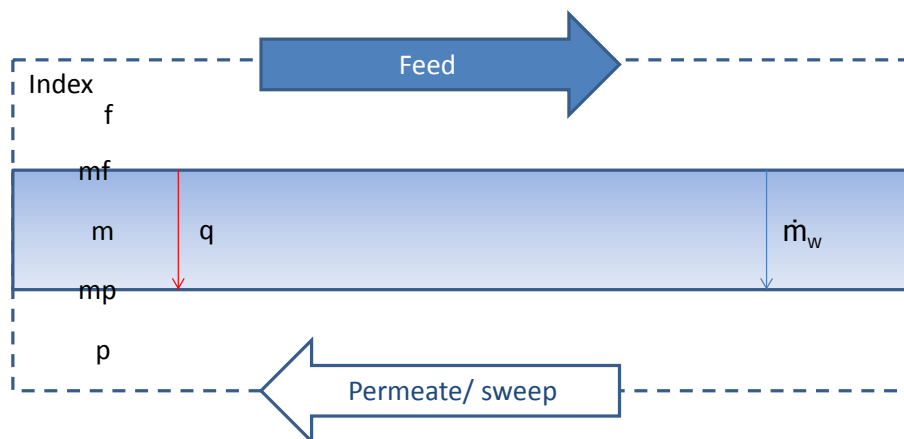 Feed
Index
f
mf
m
q
ṁw
mp
p
Permeate/ sweep